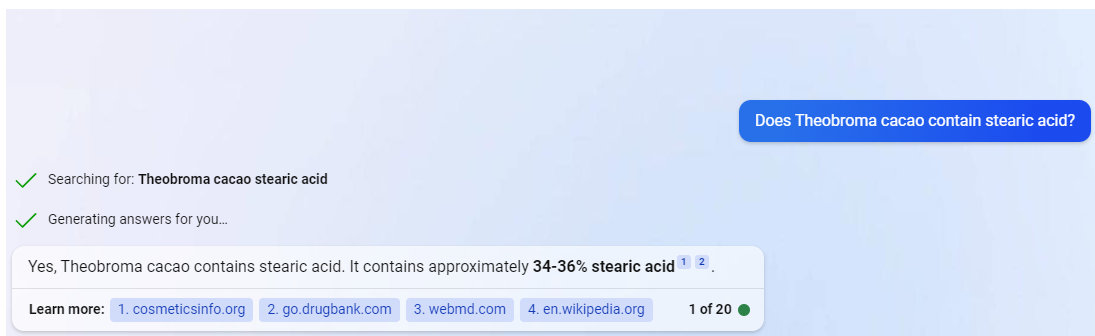 Does Theobroma cacao contain stearic acid?
Searching for: Theobroma cacao stearic acid
Generating answers for you...
Yes, Theobroma cacao contains stearic acid. It contains approximately 34-36% stearic acid 1 2 .
Learn more: 1. cosmeticsinfo.org 2. go.drugbank.com 3. webmd.com 4. en.wikipedia.org 1 of 20